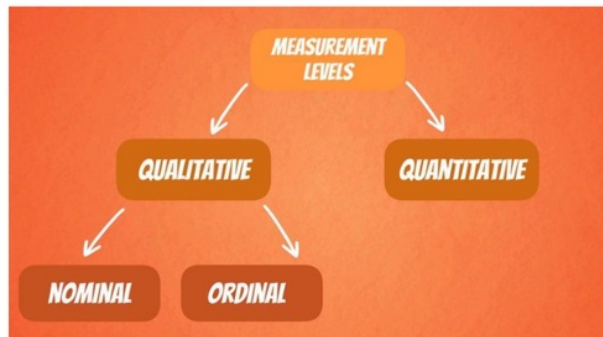 MEASUREMENT
LEVELS
QUALITATIVE
QUANTITATIVE
NOMINAL
ORDINAL